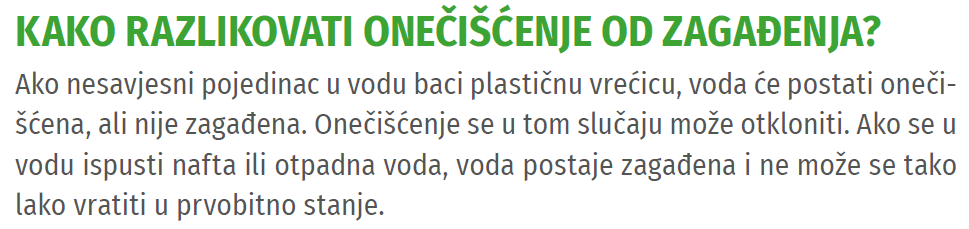 KAKO RAZLIKOVATI ONEČIŠĆENJE OD ZAGAĐENJA?
Ako nesavjesni pojedinac u vodu baci plastičnu vrećicu, voda će postati oneči-
šćena, ali nije zagađena. Onečišćenje se u tom slučaju može otkloniti. Ako se u
vodu ispusti nafta ili otpadna voda, voda postaje zagađena i ne može se tako
lako vratiti u prvobitno stanje.